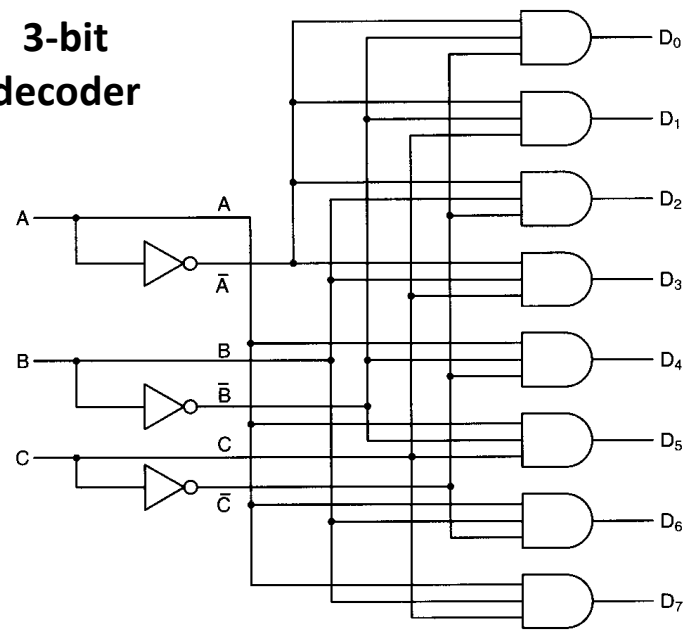 3-bit
decoder
D₀
D₁
D₂
D₃
D₄
D₅
D₆
D₇
A
A
A̅
B
B
B̅
C
C
C̅